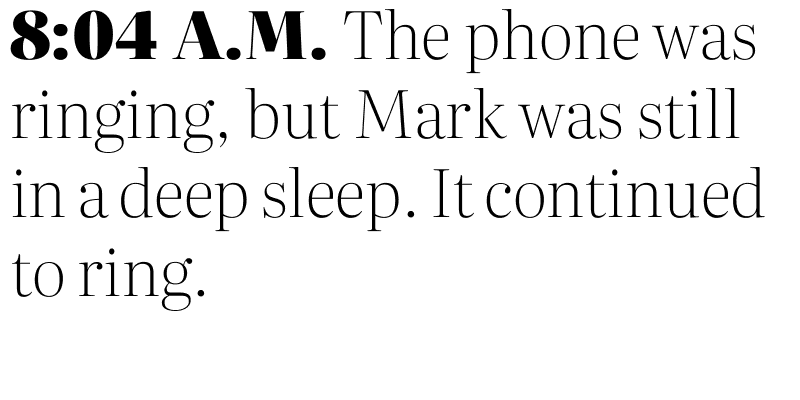 8:04 A.M. The phone was
ringing, but Mark was still
in a deep sleep. It continued
to ring.